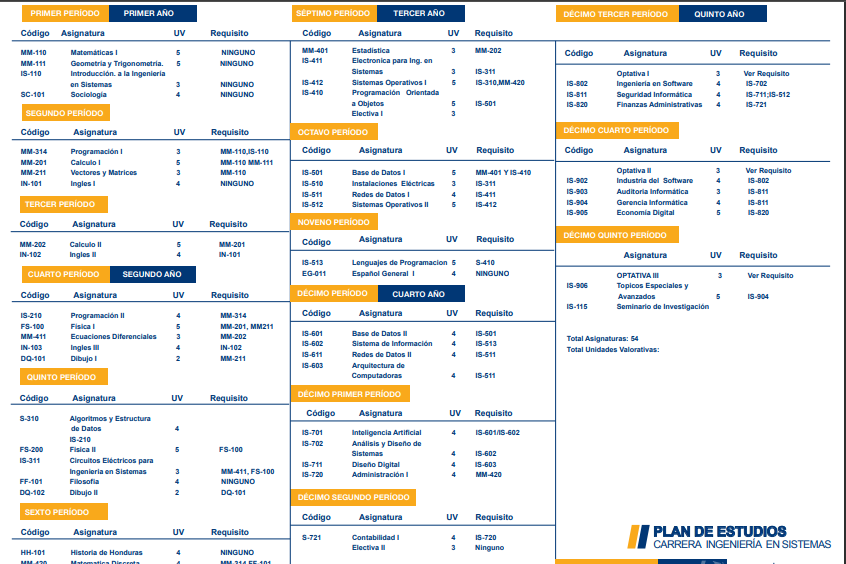 PRIMER PERÍODO PRIMER AÑO
Código Asignatura UV Requisito
MM-110 Matemáticas I 5 NINGUNO
MM-111 Geometría y Trigonometría. 5 NINGUNO
IS-110 Introducción. a la Ingeniería
en Sistemas 3 NINGUNO
SC-101 Sociología 4 NINGUNO
SEGUNDO PERÍODO
Código Asignatura UV Requisito
MM-314 Programación I 3 MM-110,IS-110
MM-201 Calculo I 5 MM-110 MM-111
MM-211 Vectores y Matrices 3 MM-110
IN-101 Ingles I 4 NINGUNO
TERCER PERÍODO
Código Asignatura UV Requisito
MM-202 Calculo II 5 MM-201
IN-102 Ingles II 4 IN-101
CUARTO PERÍODO SEGUNDO AÑO
Código Asignatura UV Requisito
IS-210 Programación II 4 MM-314
FS-100 Física I 5 MM-201, MM211
MM-411 Ecuaciones Diferenciales 3 MM-202
IN-103 Ingles III 4 IN-102
DQ-101 Dibujo I 2 MM-211
QUINTO PERÍODO
Código Asignatura UV Requisito
S-310 Algoritmos y Estructura
de Datos 4
IS-210
FS-200 Física II 5 FS-100
IS-311 Circuitos Eléctricos para
Ingeniería en Sistemas 3 MM-411, FS-100
FF-101 Filosofía 4 NINGUNO
DQ-102 Dibujo II 2 DQ-101
SEXTO PERÍODO
Código Asignatura UV Requisito
HH-101 Historia de Honduras 4 NINGUNO
MM-420 Matematica Discreta 4 MM-314,FF-101
SÉPTIMO PERÍODO TERCER AÑO
Código Asignatura UV Requisito
MM-401 Estadística 3 MM-202
IS-411 Electronica para Ing. en
Sistemas 3 IS-311
IS-412 Sistemas Operativos I 5 IS-310,MM-420
IS-410 Programación Orientada
a Objetos 5 IS-501
Electiva I 3
OCTAVO PERÍODO
Código Asignatura UV Requisito
IS-501 Base de Datos I 5 MM-401 Y IS-410
IS-510 Instalaciones Eléctricas 3 IS-311
IS-511 Redes de Datos I 4 IS-411
IS-512 Sistemas Operativos II 5 IS-412
NOVENO PERÍODO
Código Asignatura UV Requisito
IS-513 Lenguajes de Programacion 5 S-410
EG-011 Español General I 4 NINGUNO
DÉCIMO PERÍODO CUARTO AÑO
Código Asignatura UV Requisito
IS-601 Base de Datos II 4 IS-501
IS-602 Sistema de Información 4 IS-513
IS-611 Redes de Datos II 4 IS-511
IS-603 Arquitectura de
Computadoras 4 IS-511
DÉCIMO PRIMER PERÍODO
Código Asignatura UV Requisito
IS-701 Inteligencia Artificial 4 IS-601/IS-602
IS-702 Análisis y Diseño de
Sistemas 4 IS-602
IS-711 Diseño Digital 4 IS-603
IS-720 Administración I 4 MM-420
DÉCIMO SEGUNDO PERÍODO
Código Asignatura UV Requisito
S-721 Contabilidad I 4 IS-720
Electiva II 3 Ninguno
DÉCIMO TERCER PERÍODO QUINTO AÑO
Código Asignatura UV Requisito
Optativa I 3 Ver Requisito
IS-802 Ingeniería en Software 4 IS-702
IS-811 Seguridad Informática 4 IS-711;IS-512
IS-820 Finanzas Administrativas 4 IS-721
DÉCIMO CUARTO PERÍODO
Código Asignatura UV Requisito
Optativa II 3 Ver Requisito
IS-902 Industria del Software 4 IS-802
IS-903 Auditoría Informática 3 IS-811
IS-904 Gerencia Informática 4 IS-811
IS-905 Economía Digital 5 IS-820
DÉCIMO QUINTO PERÍODO
Código Asignatura UV Requisito
OPTATIVA III 3 Ver Requisito
IS-906 Topicos Especiales y
Avanzados 5 IS-904
IS-115 Seminario de Investigación
Total Asignaturas: 54
Total Unidades Valorativas:
PLAN DE ESTUDIOS
CARRERA INGENIERÍA EN SISTEMAS